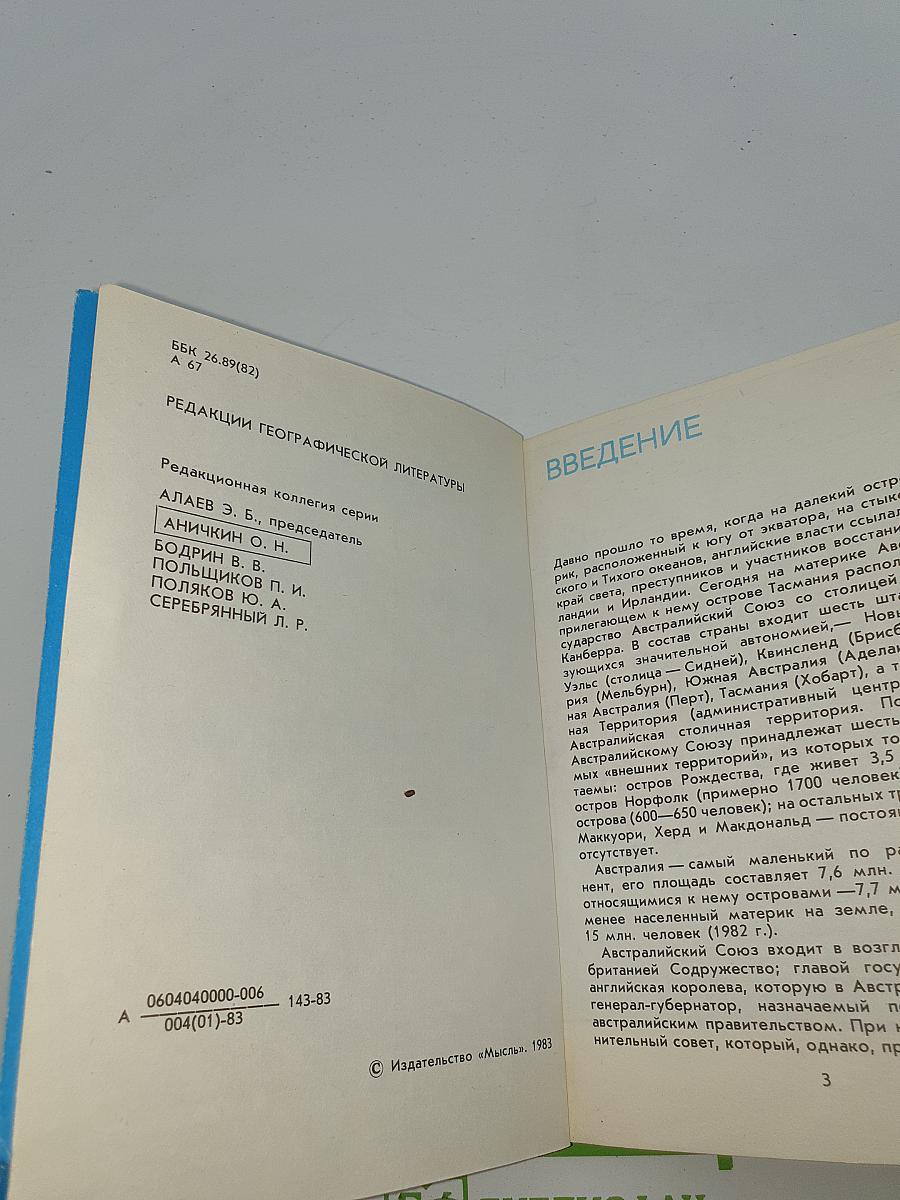 ББК 26.89(82)
А 67
РЕДАКЦИИ ГЕОГРАФИЧЕСКОЙ ЛИТЕРАТУРЫ
Редакционная коллегия серии
АЛАЕВ Э. Б., председатель
АНИЧКИН О. Н.
БОДРИН В. В.
ПОЛЬЩИКОВ П. И.
ПОЛЯКОВ Ю. А.
СЕРЕБРЯННЫЙ Л. Р.
А 0604040000-006 143-83
004(01)-83
© Издательство «Мысль». 1983
ВВЕДЕНИЕ
Давно прошло то время, когда на далекий остро
рик, расположенный к югу от экватора, на стыке
ского и Тихого океанов, английские власти ссылал
край света, преступников и участников восстани
ландии и Ирландии. Сегодня на материке Авс
прилегающем к нему острове Тасмания распол
сударство Австралийский Союз со столицей
Канберра. В состав страны входит шесть шта
зующихся значительной автономией,— Новы
Уэльс (столица — Сидней), Квинсленд (Брисб
рия (Мельбурн), Южная Австралия (Аделаи
ная Австралия (Перт), Тасмания (Хобарт), а т
ная Территория (административный центр
Австралийская столичная территория. По
Австралийскому Союзу принадлежат шесть
мых «внешних территорий», из которых то
таемы: остров Рождества, где живет 3,5
остров Норфолк (примерно 1700 человек
острова (600—650 человек); на остальных тр
Маккуори, Херд и Макдональд — постоя
отсутствует.
Австралия — самый маленький по ра
нент, его площадь составляет 7,6 млн.
относящимися к нему островами —7,7 м
менее населенный материк на земле,
15 млн. человек (1982 г.).
Австралийский Союз входит в возгл
британией Содружество; главой госу
английская королева, которую в Авст
генерал-губернатор, назначаемый п
австралийским правительством. При н
нительный совет, который, однако, пр
3